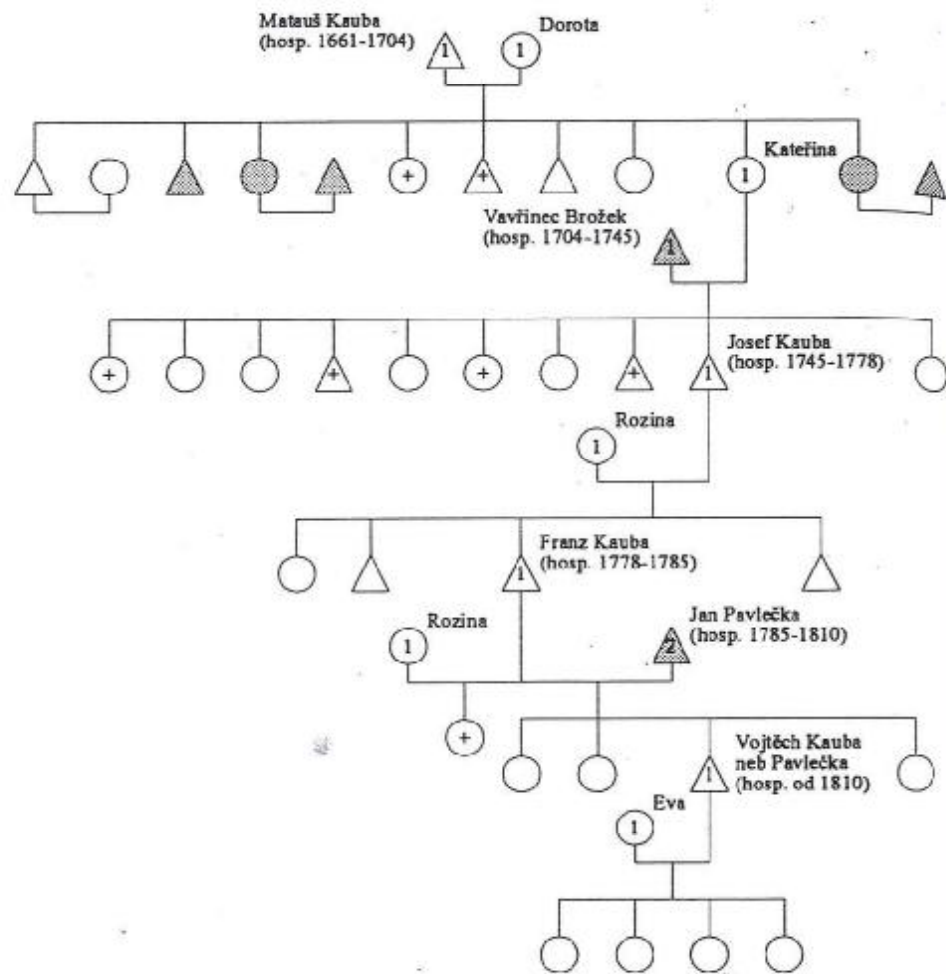 Matauš Kauba
(hosp. 1661-1704)
Dorota
1
1
+
+
1
Kateřina
Vavřinec Brožek
(hosp. 1704-1745)
1
Josef Kauba
(hosp. 1745-1778)
+
+
+
+
1
Rozina
1
Franz Kauba
(hosp. 1778-1785)
1
Rozina
1
Jan Pavlečka
(hosp. 1785-1810)
2
+
Vojtěch Kauba
neb Pavlečka
(hosp. od 1810)
1
Eva
1